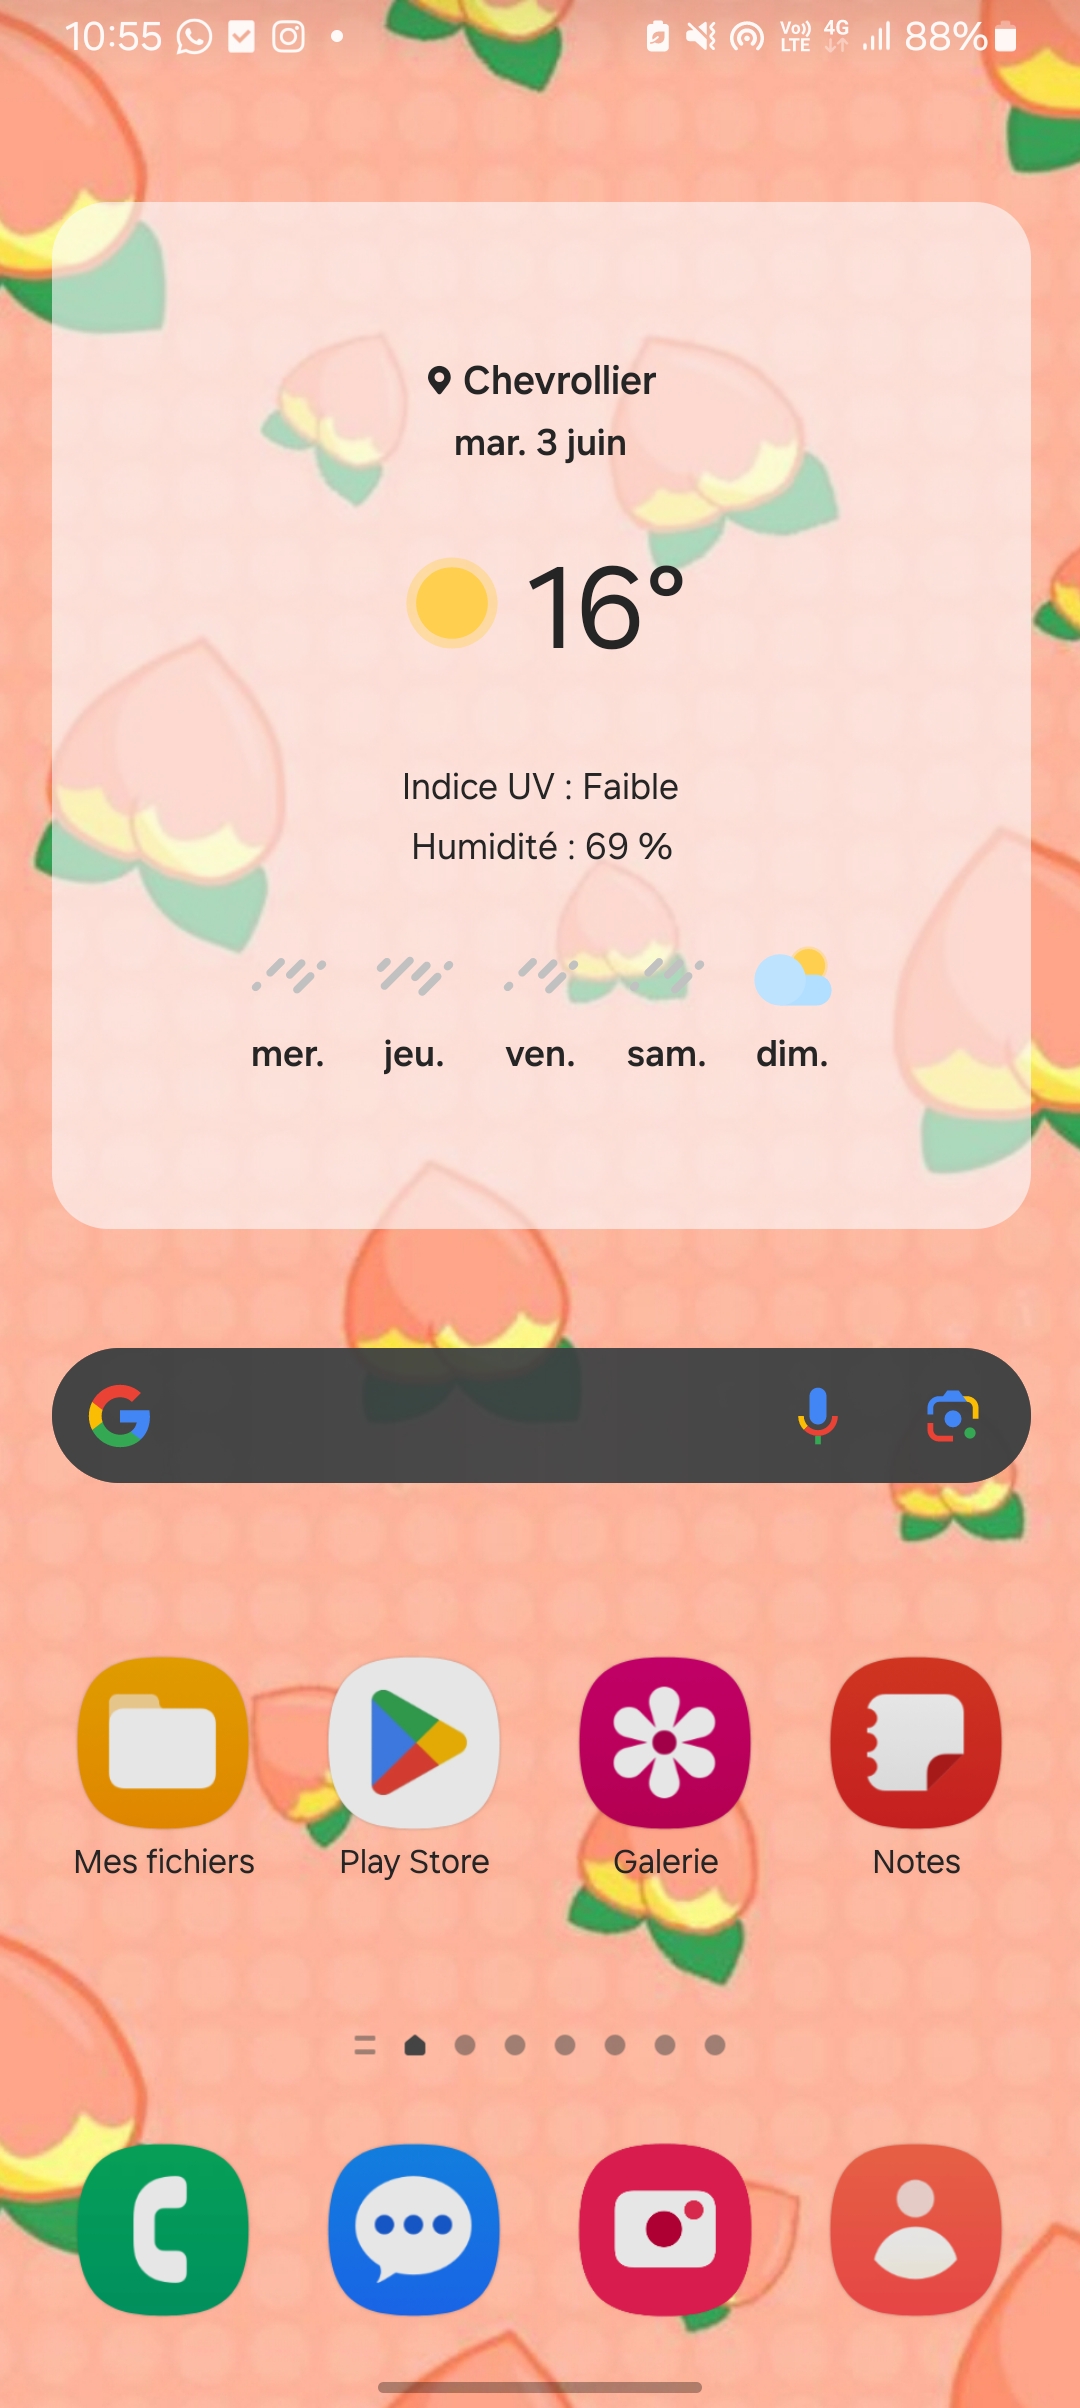 10:55
Vo)) LTE 4G 88%
Chevrollier
mar. 3 juin
16°
Indice UV : Faible
Humidité : 69 %
mer. jeu. ven. sam. dim.
Mes fichiers Play Store Galerie Notes